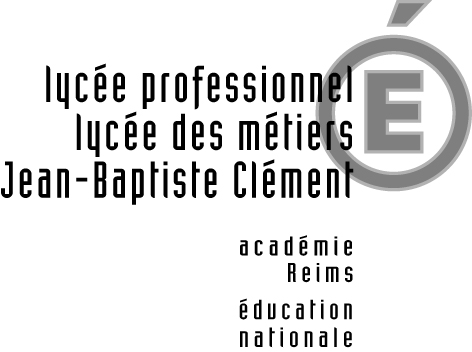 lycée professionnel
lycée des métiers
Jean-Baptiste Clément
É
académie
Reims
éducation
nationale